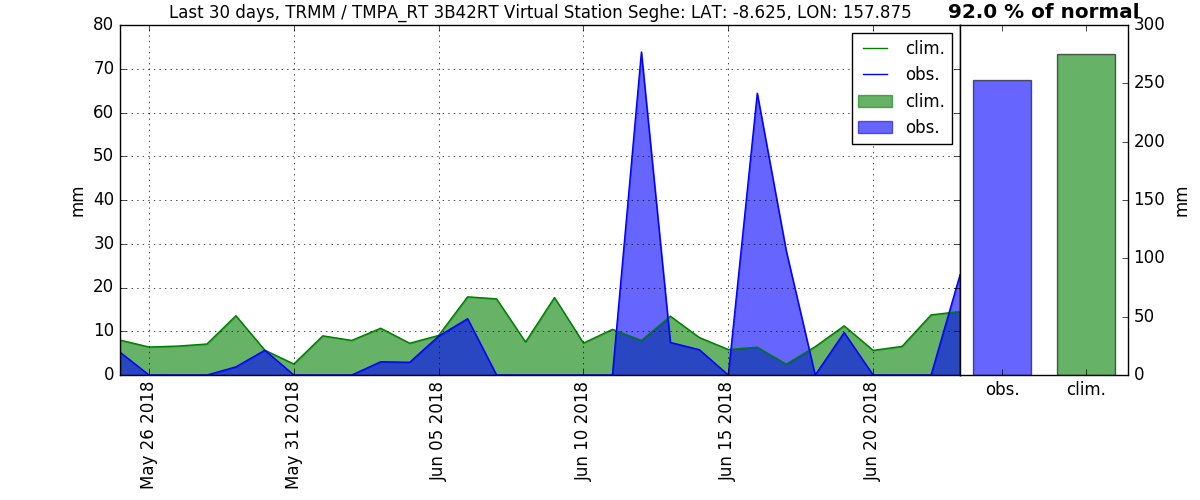 Last 30 days, TRMM / TMPA_RT 3B42RT Virtual Station Seghe: LAT: -8.625, LON: 157.875
92.0 % of normal
80
70
60
50
40
30
20
10
0
mm
clim.
obs.
clim.
obs.
May 26 2018
May 31 2018
Jun 05 2018
Jun 10 2018
Jun 15 2018
Jun 20 2018
300
250
200
150
100
50
0
mm
obs.
clim.